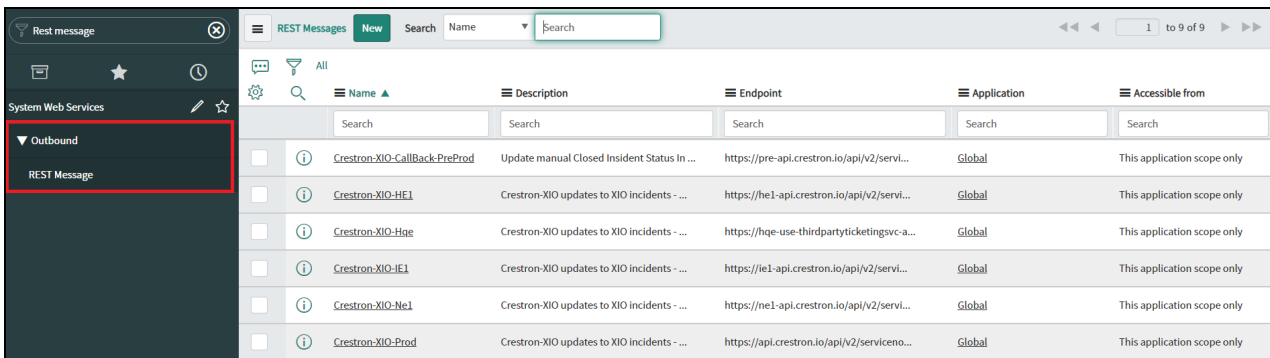 Rest message
System Web Services
Outbound
REST Message
REST Messages New Search Name Search 1 to 9 of 9
All
Name Description Endpoint Application Accessible from
Search Search Search Search Search
Crestron-XIO-CallBack-PreProd Update manual Closed Insident Status In ... https://pre-api.crestron.io/api/v2/servi... Global This application scope only
Crestron-XIO-HE1 Crestron-XIO updates to XIO incidents - ... https://he1-api.crestron.io/api/v2/servi... Global This application scope only
Crestron-XIO-Hqe Crestron-XIO updates to XIO incidents - ... https://hqe-use-thirdpartyticketingsvc-a... Global This application scope only
Crestron-XIO-IE1 Crestron-XIO updates to XIO incidents - ... https://ie1-api.crestron.io/api/v2/servi... Global This application scope only
Crestron-XIO-Ne1 Crestron-XIO updates to XIO incidents - ... https://ne1-api.crestron.io/api/v2/servi... Global This application scope only
Crestron-XIO-Prod Crestron-XIO updates to XIO incidents - ... https://api.crestron.io/api/v2/serviceno... Global This application scope only